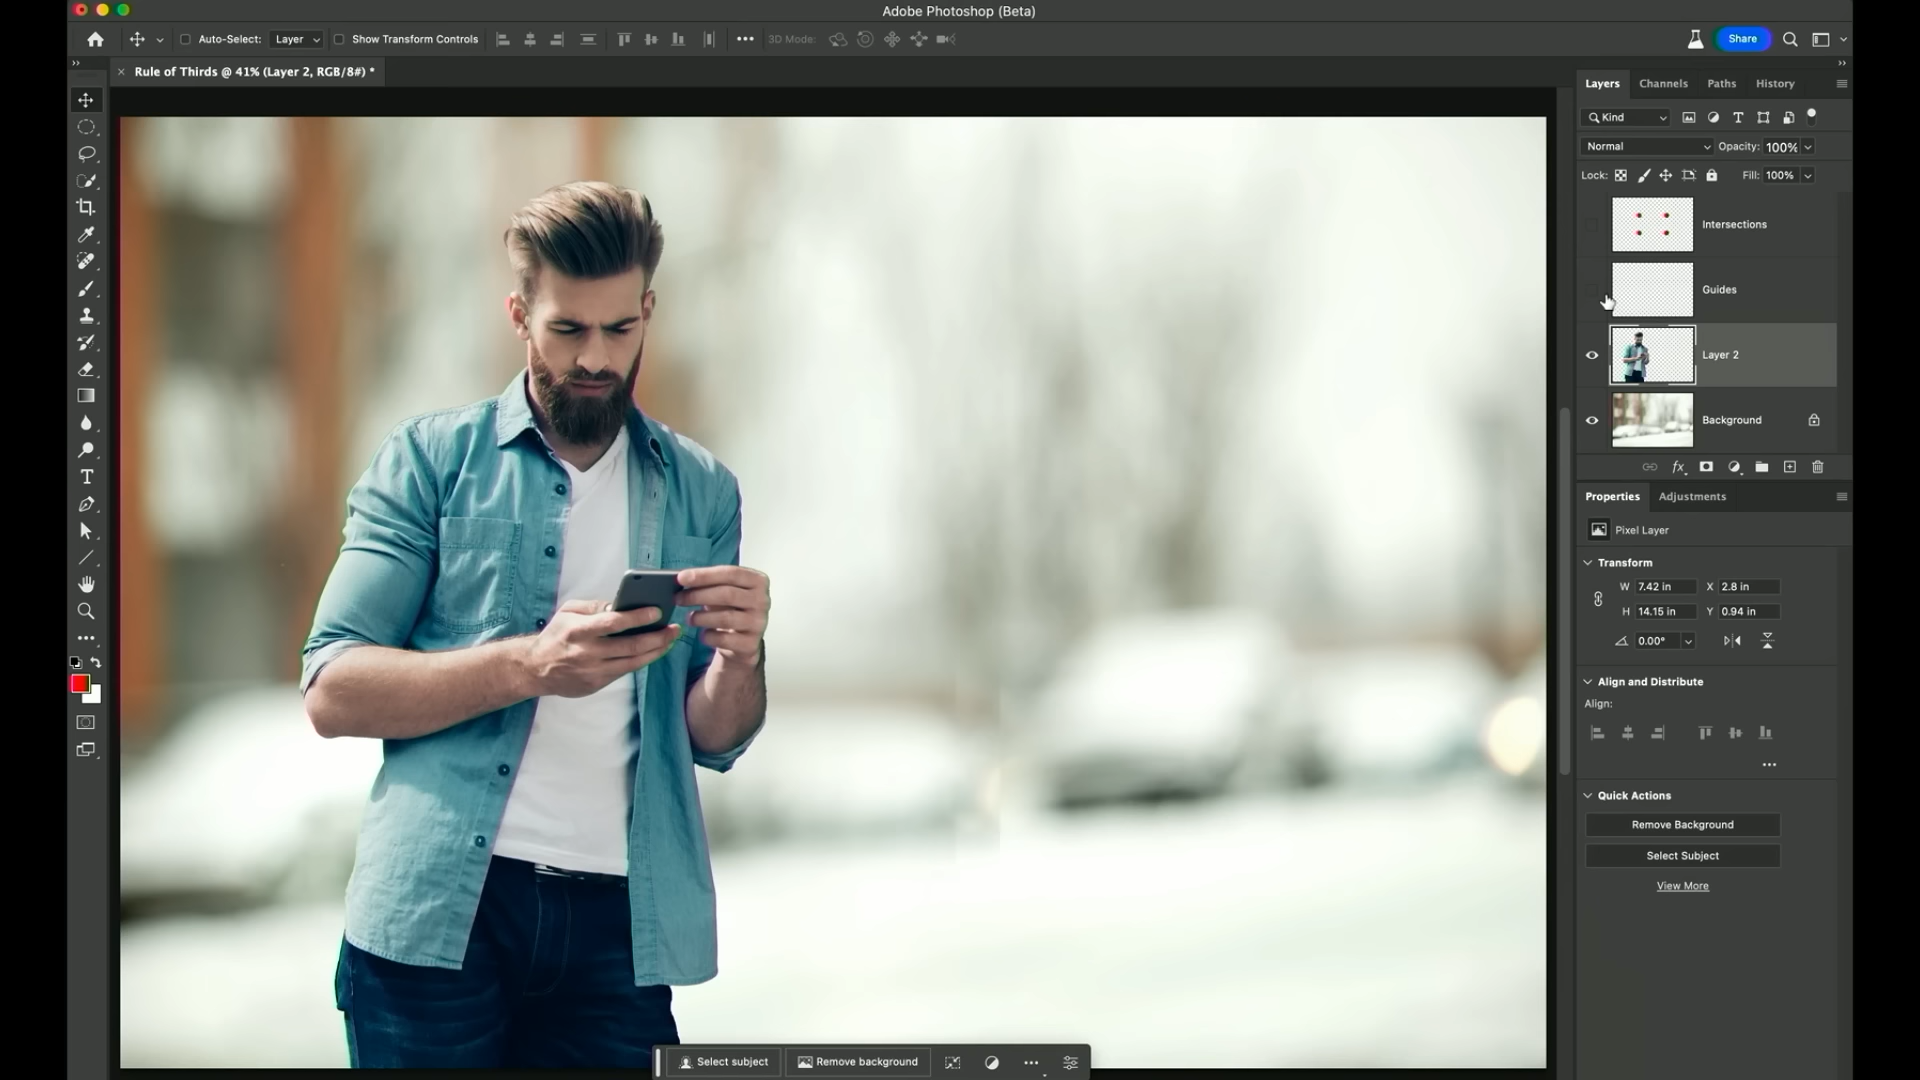 Adobe Photoshop (Beta)
Auto-Select: Layer Show Transform Controls 3D Mode: Share
Rule of Thirds @ 41% (Layer 2, RGB/8#) *
Layers Channels Paths History
Kind
Normal Opacity: 100%
Lock: Fill: 100%
Intersections
Guides
Layer 2
Background
fx
Properties Adjustments
Pixel Layer
Transform
W 7.42 in X 2.8 in
H 14.15 in Y 0.94 in
0.00°
Align and Distribute
Align:
Quick Actions
Remove Background
Select Subject
View More
Select subject Remove background